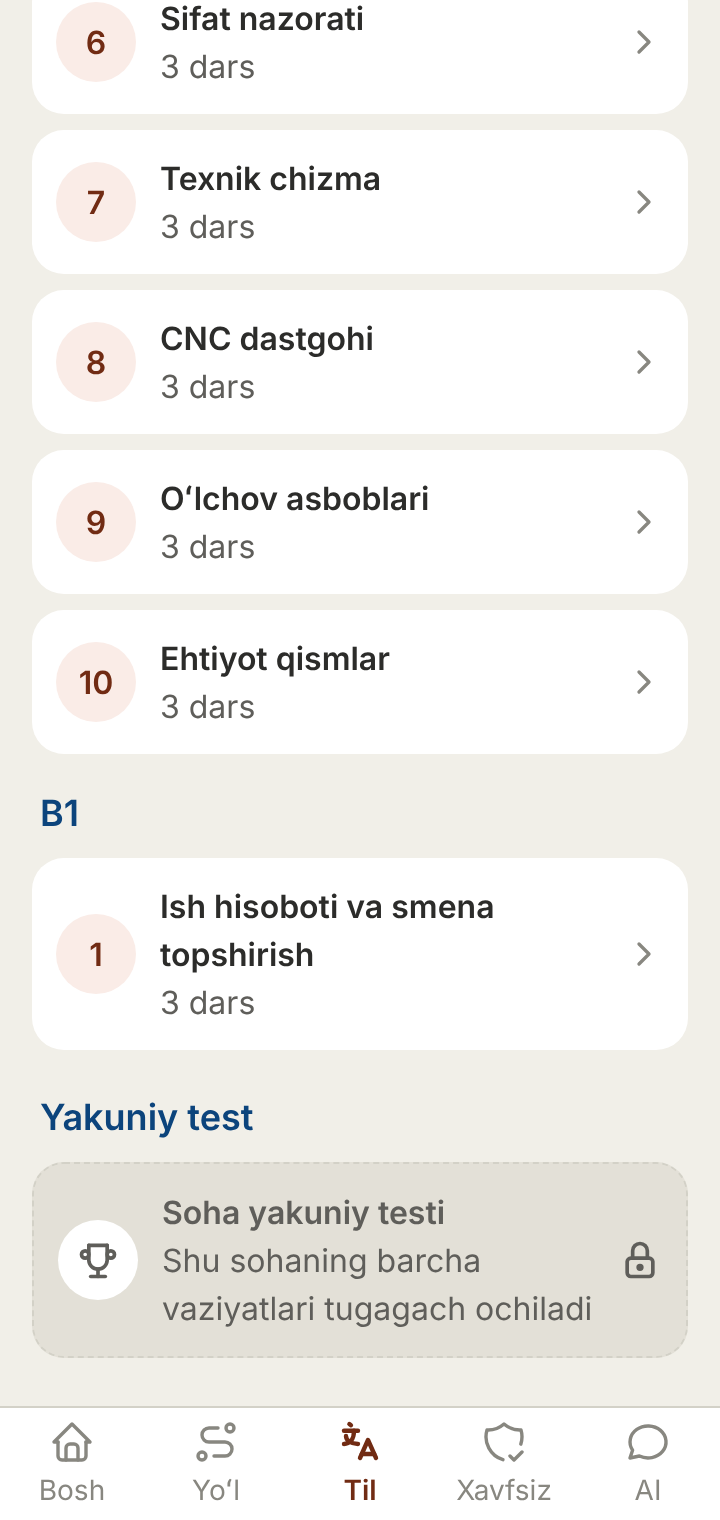 6
Sifat nazorati
3 dars
7
Texnik chizma
3 dars
8
CNC dastgohi
3 dars
9
Oʻlchov asboblari
3 dars
10
Ehtiyot qismlar
3 dars
B1
1
Ish hisoboti va smena
topshirish
3 dars
Yakuniy test
Soha yakuniy testi
Shu sohaning barcha
vaziyatlari tugagach ochiladi
Bosh
Yoʻl
Til
Xavfsiz
AI